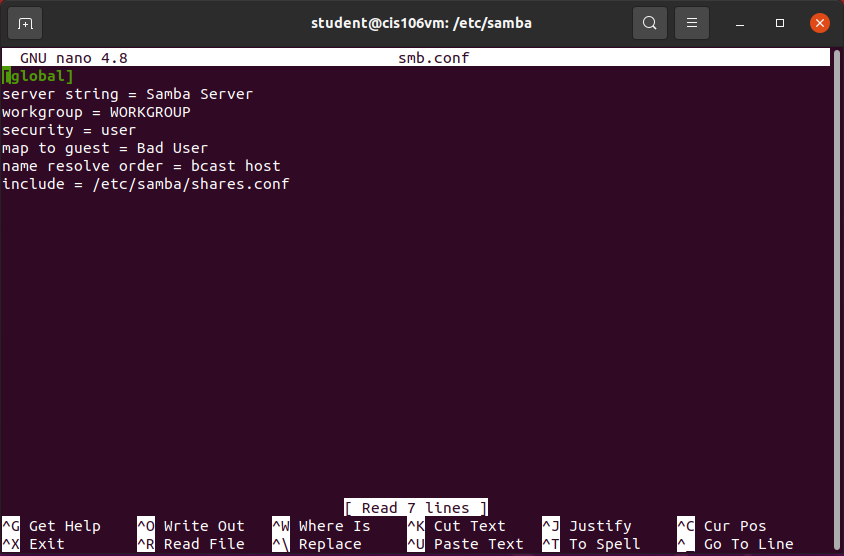 student@cis106vm: /etc/samba
GNU nano 4.8 smb.conf
[global]
server string = Samba Server
workgroup = WORKGROUP
security = user
map to guest = Bad User
name resolve order = bcast host
include = /etc/samba/shares.conf
[ Read 7 lines ]
^G Get Help ^O Write Out ^W Where Is ^K Cut Text ^J Justify ^C Cur Pos
^X Exit ^R Read File ^\ Replace ^U Paste Text ^T To Spell ^_ Go To Line